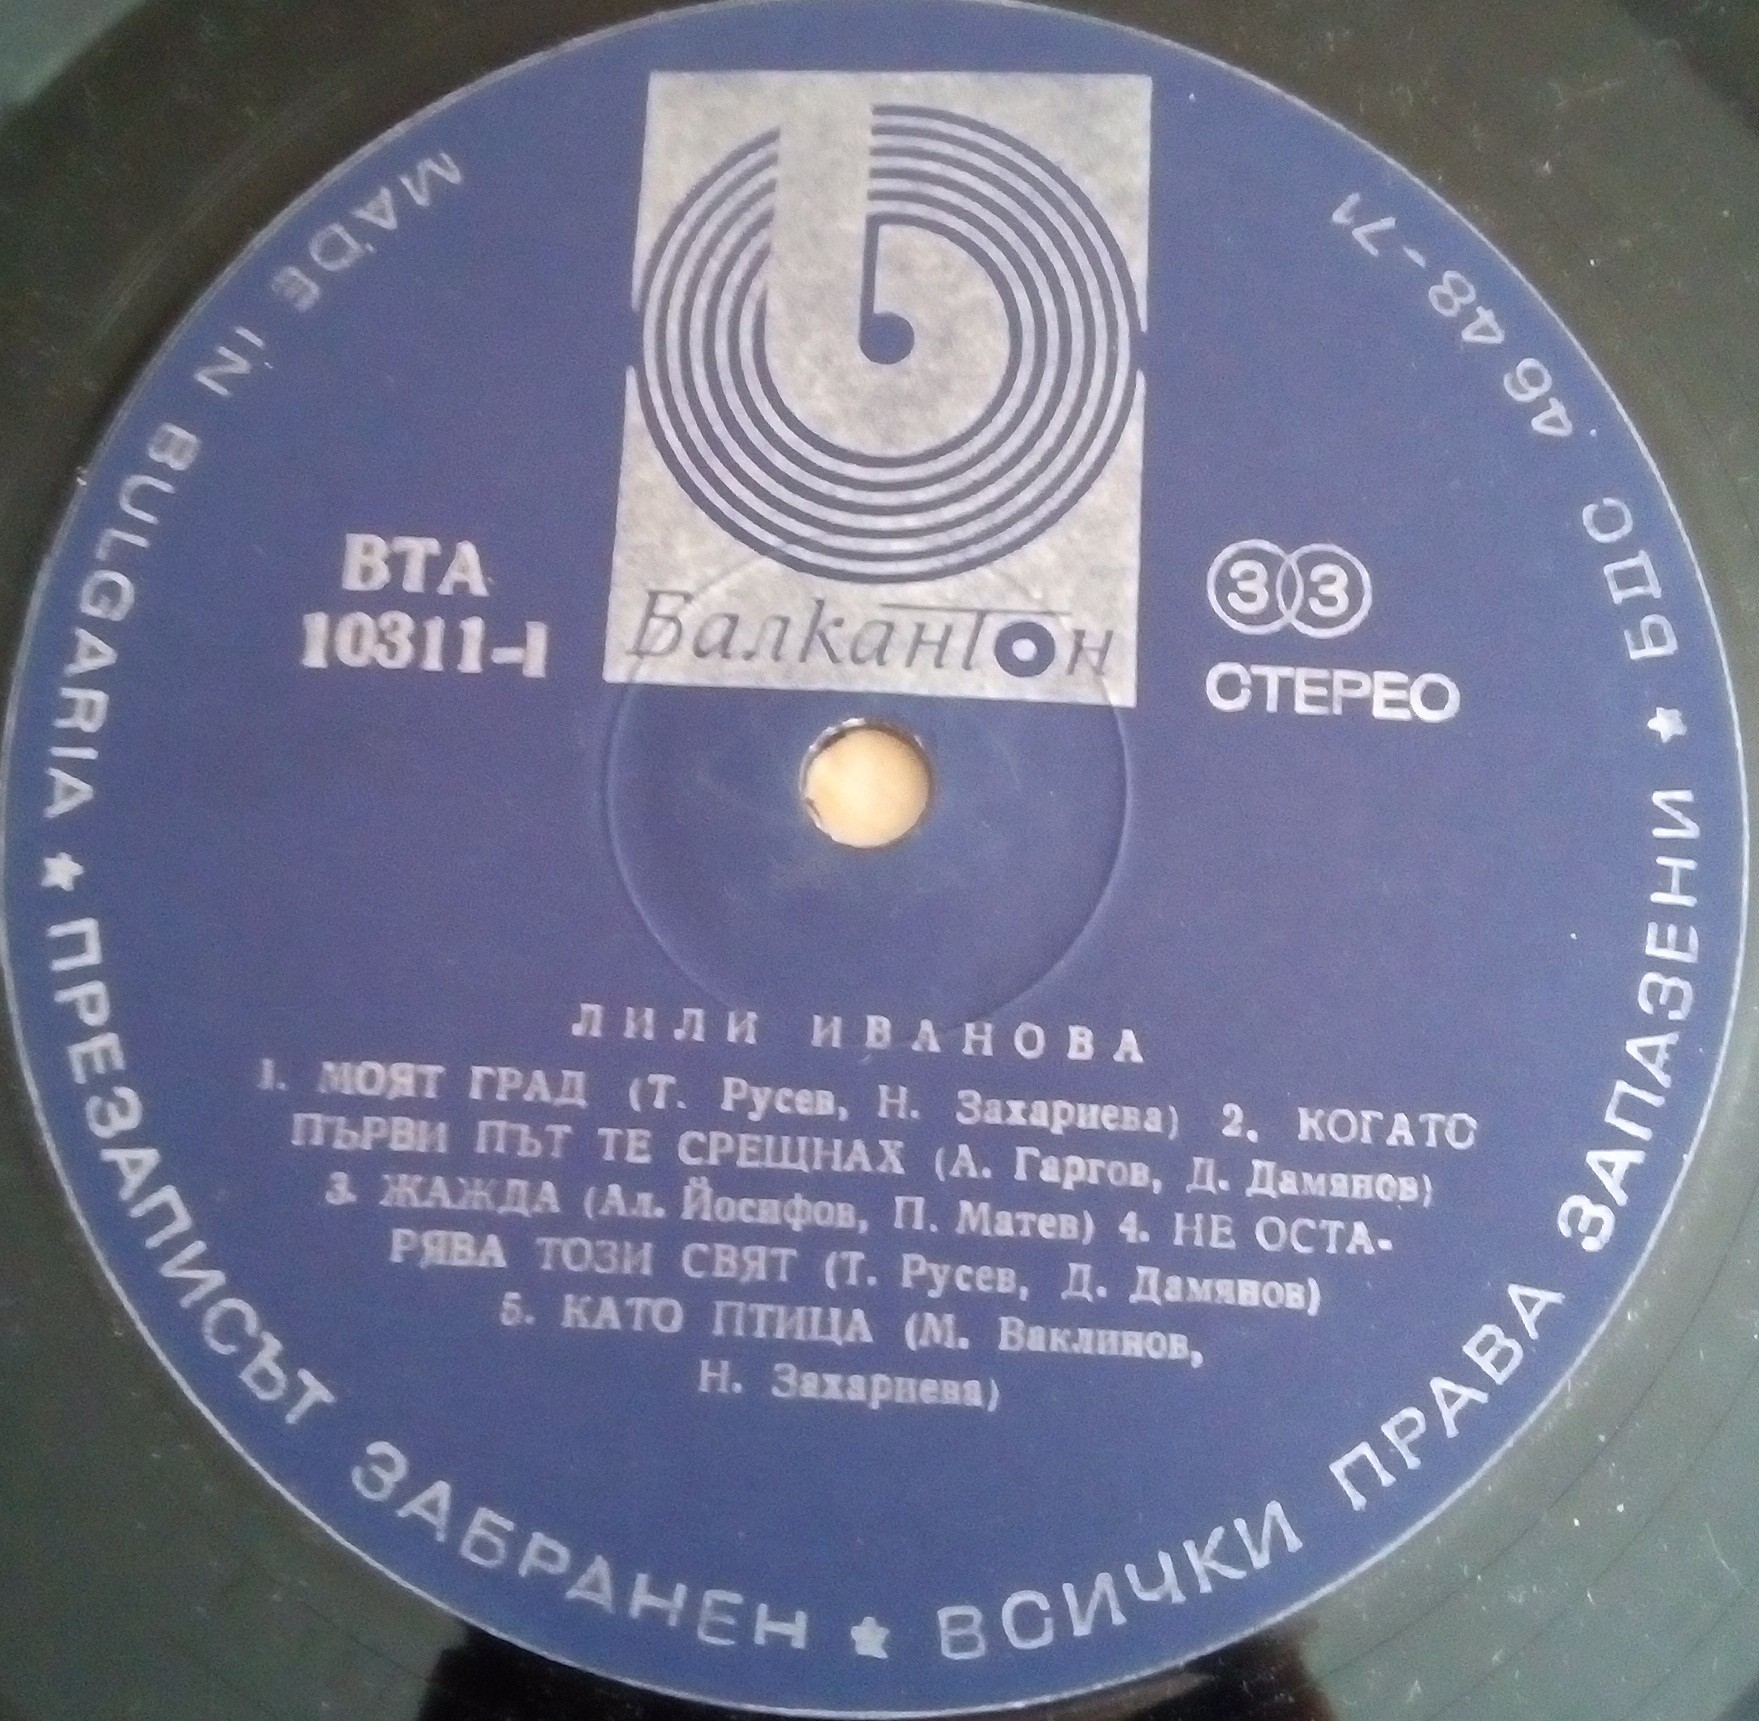 Балкантон
ВТА
10311-1
33
СТЕРЕО
ЛИЛИ ИВАНОВА
1. МОЯТ ГРАД (Т. Русев, Н. Захариева) 2. КОГАТО
ПЪРВИ ПЪТ ТЕ СРЕЩНАХ (А. Гаргов, Д. Дамянов)
3. ЖАЖДА (Ал. Йосифов, П. Матев) 4. НЕ ОСТА-
РЯВА ТОЗИ СВЯТ (Т. Русев, Д. Дамянов)
5. КАТО ПТИЦА (М. Ваклинов,
Н. Захариева)
MADE IN BULGARIA ★ ПРЕЗАПИСЪТ ЗАБРАНЕН ★ ВСИЧКИ ПРАВА ЗАПАЗЕНИ ★ БДС 46 48-71